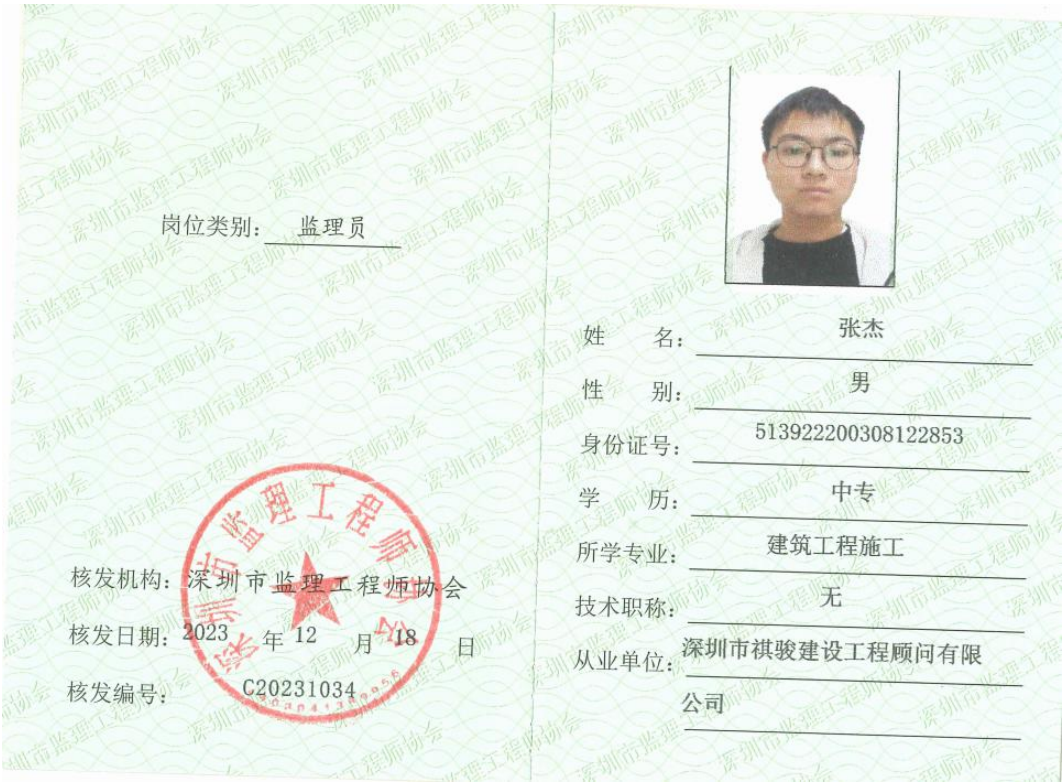 岗位类别： 监理员
核发机构：深圳市监理工程师协会
核发日期：2023 年 12 月 18 日
核发编号： C20231034
深圳市监理工程师协会
姓 名： 张杰
性 别： 男
身份证号： 513922200308122853
学 历： 中专
所学专业： 建筑工程施工
技术职称： 无
从业单位：深圳市祺骏建设工程顾问有限
公司